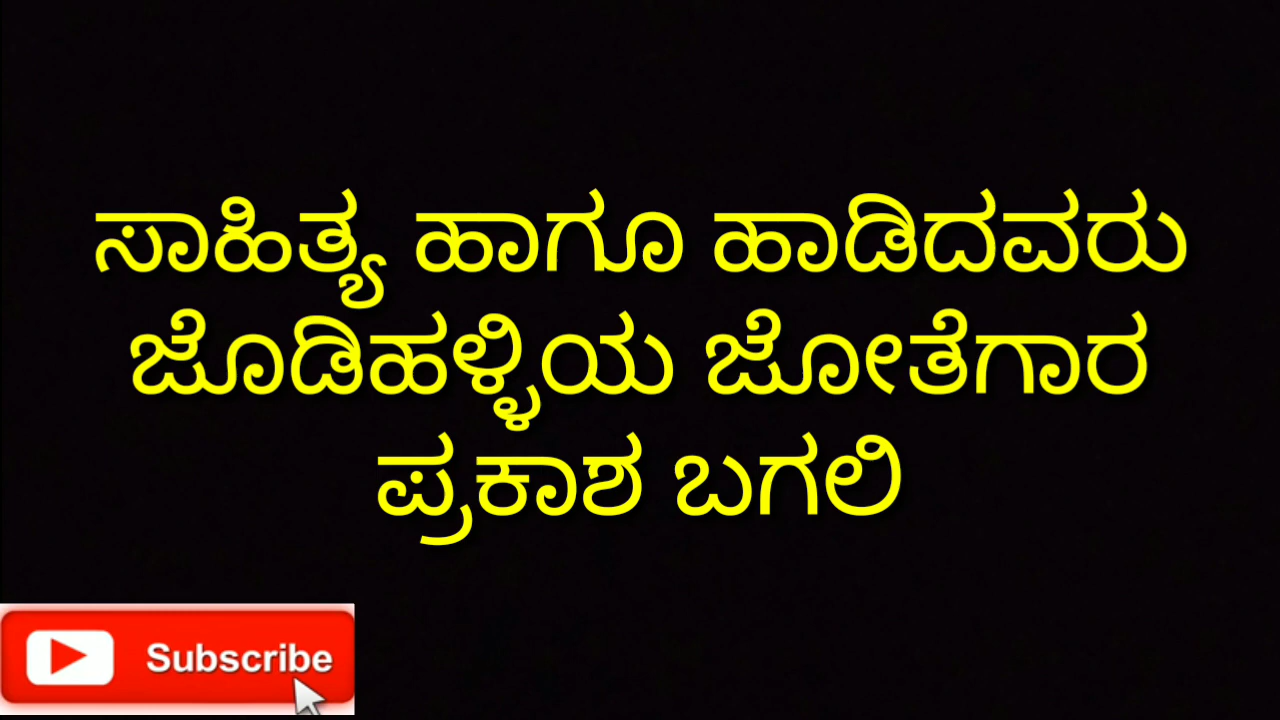 ಸಾಹಿತ್ಯ ಹಾಗೂ ಹಾಡಿದವರು
ಜೊಡಿಹಳ್ಳಿಯ ಜೋತೆಗಾರ
ಪ್ರಕಾಶ ಬಗಲಿ
Subscribe